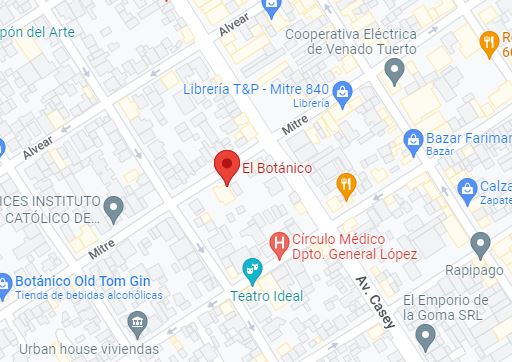 Alvear
pón del Arte
Cooperativa Eléctrica
de Venado Tuerto
Re
60
Librería T&P - Mitre 840
Librería
Mitre
Bazar Farimar
Bazar
Alvear
El Botánico
Calza
Zapate
ICES INSTITUTO
CATÓLICO DE...
Mitre
Círculo Médico
Dpto. General López
Rapipago
Botánico Old Tom Gin
Tienda de bebidas alcohólicas
Teatro Ideal
Av. Casey
El Emporio de
la Goma SRL
Urban house viviendas